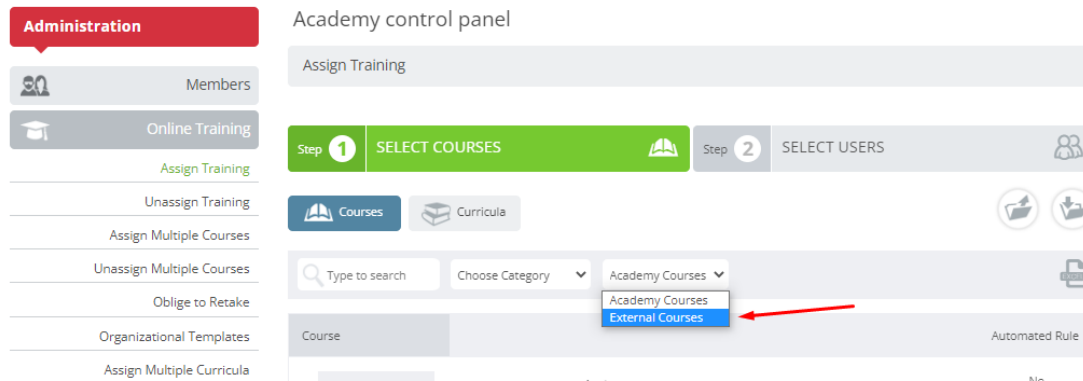 Administration
Members
Online Training
Assign Training
Unassign Training
Assign Multiple Courses
Unassign Multiple Courses
Oblige to Retake
Organizational Templates
Assign Multiple Curricula
Academy control panel
Assign Training
Step 1 SELECT COURSES
Step 2 SELECT USERS
Courses Curricula
Type to search Choose Category Academy Courses
Academy Courses
External Courses
Course Automated Rule
No